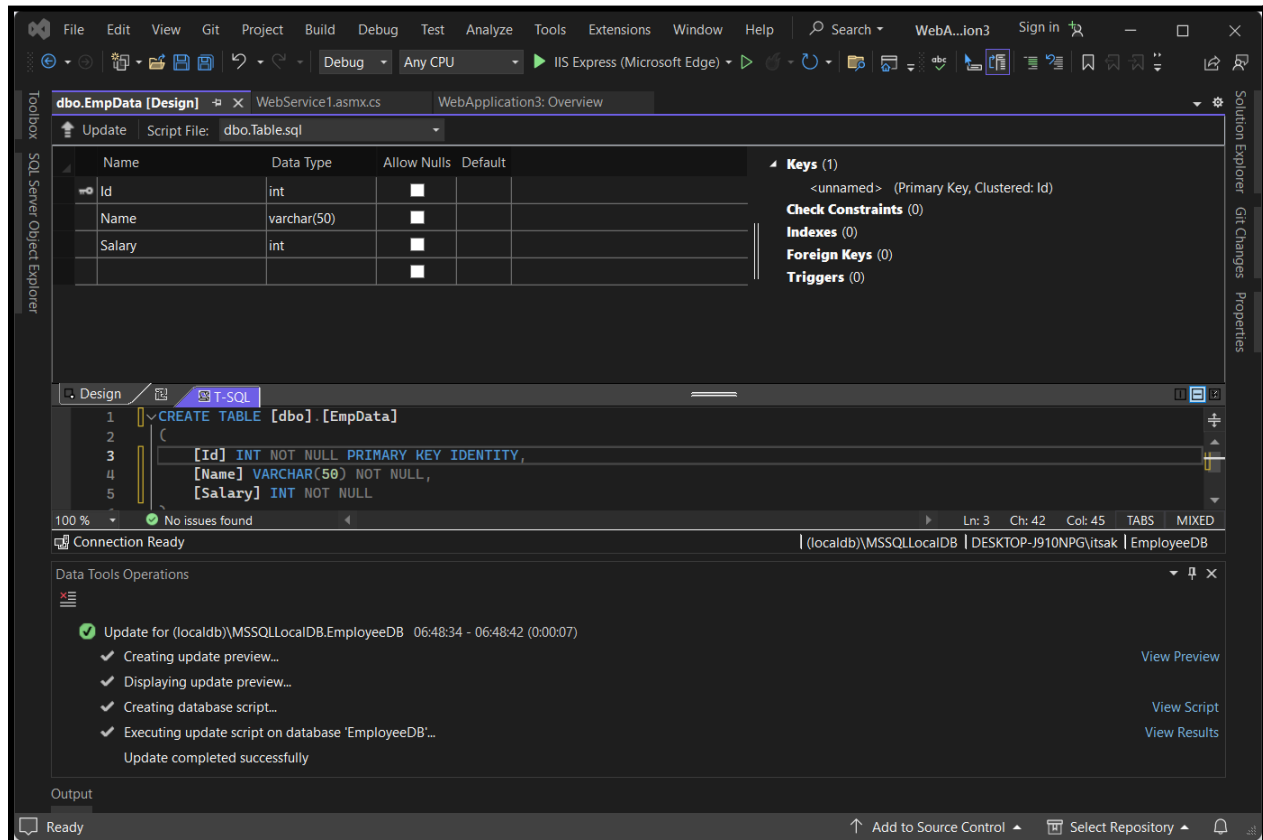 File Edit View Git Project Build Debug Test Analyze Tools Extensions Window Help Search WebA...ion3 Sign in
Debug Any CPU IIS Express (Microsoft Edge)
Toolbox
SQL Server Object Explorer
dbo.EmpData [Design] WebService1.asmx.cs WebApplication3: Overview
Update Script File: dbo.Table.sql
Name Data Type Allow Nulls Default
Id int
Name varchar(50)
Salary int
Keys (1)
<unnamed> (Primary Key, Clustered: Id)
Check Constraints (0)
Indexes (0)
Foreign Keys (0)
Triggers (0)
Solution Explorer
Git Changes
Properties
Design T-SQL
1 CREATE TABLE [dbo].[EmpData]
2 (
3 [Id] INT NOT NULL PRIMARY KEY IDENTITY,
4 [Name] VARCHAR(50) NOT NULL,
5 [Salary] INT NOT NULL
100 % No issues found Ln: 3 Ch: 42 Col: 45 TABS MIXED
Connection Ready (localdb)\MSSQLLocalDB DESKTOP-J910NPG\itsak EmployeeDB
Data Tools Operations
Update for (localdb)\MSSQLLocalDB.EmployeeDB 06:48:34 - 06:48:42 (0:00:07)
Creating update preview... View Preview
Displaying update preview...
Creating database script... View Script
Executing update script on database 'EmployeeDB'... View Results
Update completed successfully
Output
Ready Add to Source Control Select Repository